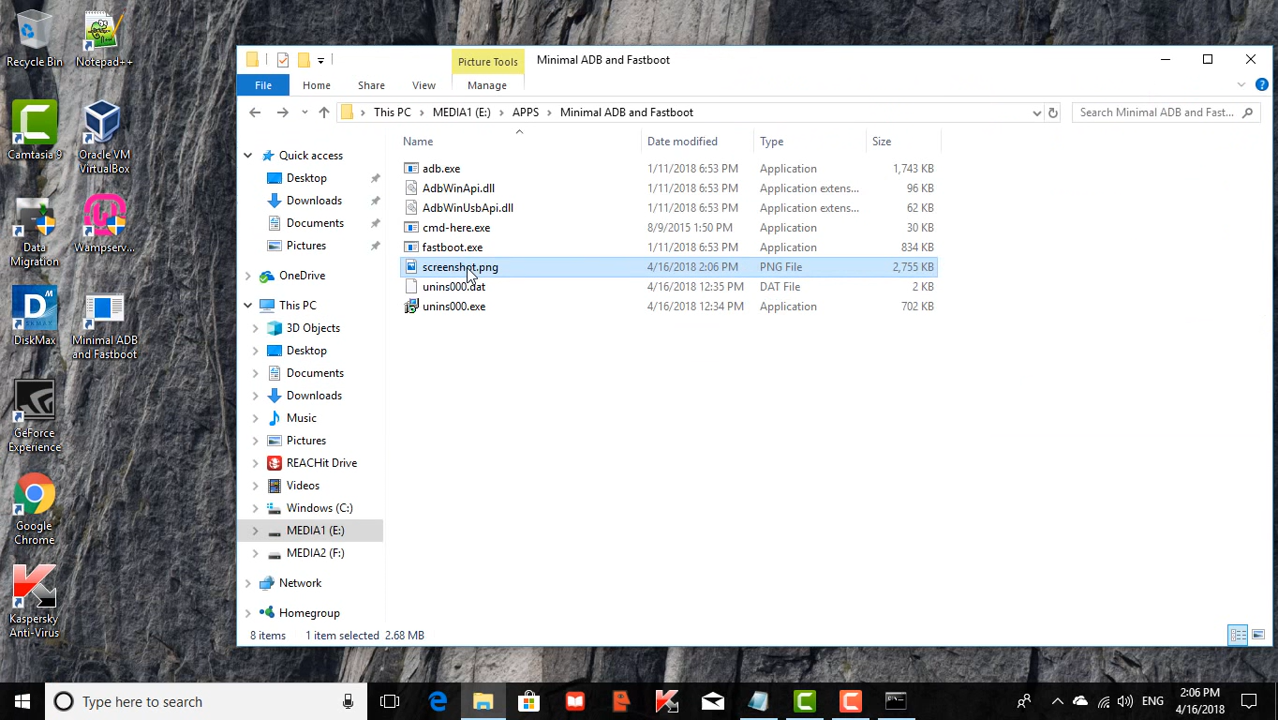 Recycle Bin
Notepad++
Camtasia 9
Oracle VM
VirtualBox
Data
Migration
Wampserv...
DiskMax
Minimal ADB
and Fastboot
GeForce
Experience
Google
Chrome
Kaspersky
Anti-Virus
Picture Tools
Minimal ADB and Fastboot
File
Home
Share
View
Manage
This PC > MEDIA1 (E:) > APPS > Minimal ADB and Fastboot
Search Minimal ADB and Fast...
Quick access
Desktop
Downloads
Documents
Pictures
OneDrive
This PC
3D Objects
Desktop
Documents
Downloads
Music
Pictures
REACHit Drive
Videos
Windows (C:)
MEDIA1 (E:)
MEDIA2 (F:)
Network
Homegroup
Name Date modified Type Size
adb.exe 1/11/2018 6:53 PM Application 1,743 KB
AdbWinApi.dll 1/11/2018 6:53 PM Application extens... 96 KB
AdbWinUsbApi.dll 1/11/2018 6:53 PM Application extens... 62 KB
cmd-here.exe 8/9/2015 1:50 PM Application 30 KB
fastboot.exe 1/11/2018 6:53 PM Application 834 KB
screenshot.png 4/16/2018 2:06 PM PNG File 2,755 KB
unins000.dat 4/16/2018 12:35 PM DAT File 2 KB
unins000.exe 4/16/2018 12:34 PM Application 702 KB
8 items 1 item selected 2.68 MB
Type here to search
ENG
2:06 PM
4/16/2018